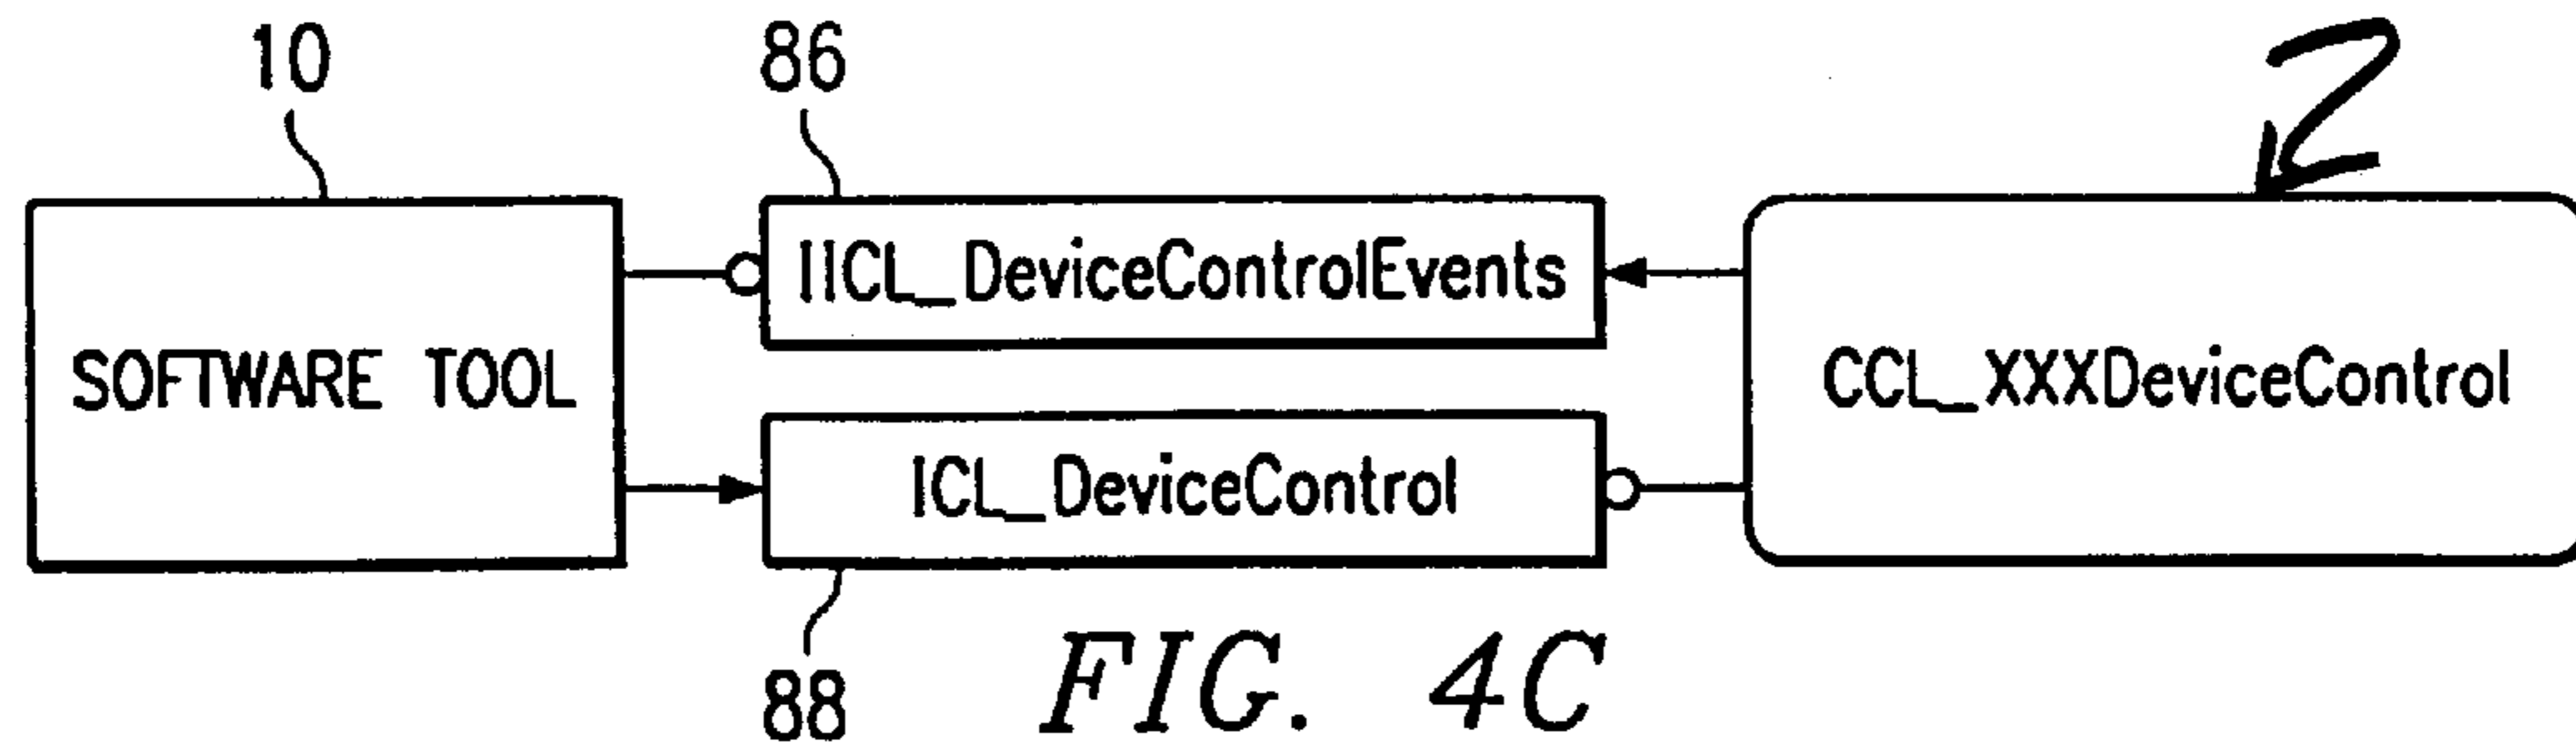 10
86
2
SOFTWARE TOOL
IICL_DeviceControlEvents
ICL_DeviceControl
CCL_XXXDeviceControl
88
FIG. 4C